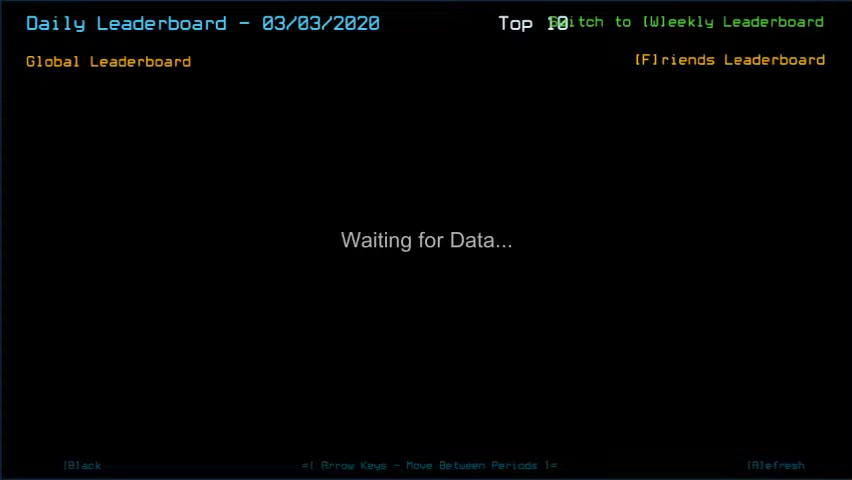 Daily Leaderboard - 03/03/2020
Top 10
Switch to [W]eekly Leaderboard
Global Leaderboard
[F]riends Leaderboard
Waiting for Data...
[B]ack
=[ Arrow Keys - Move Between Periods ]=
[R]efresh